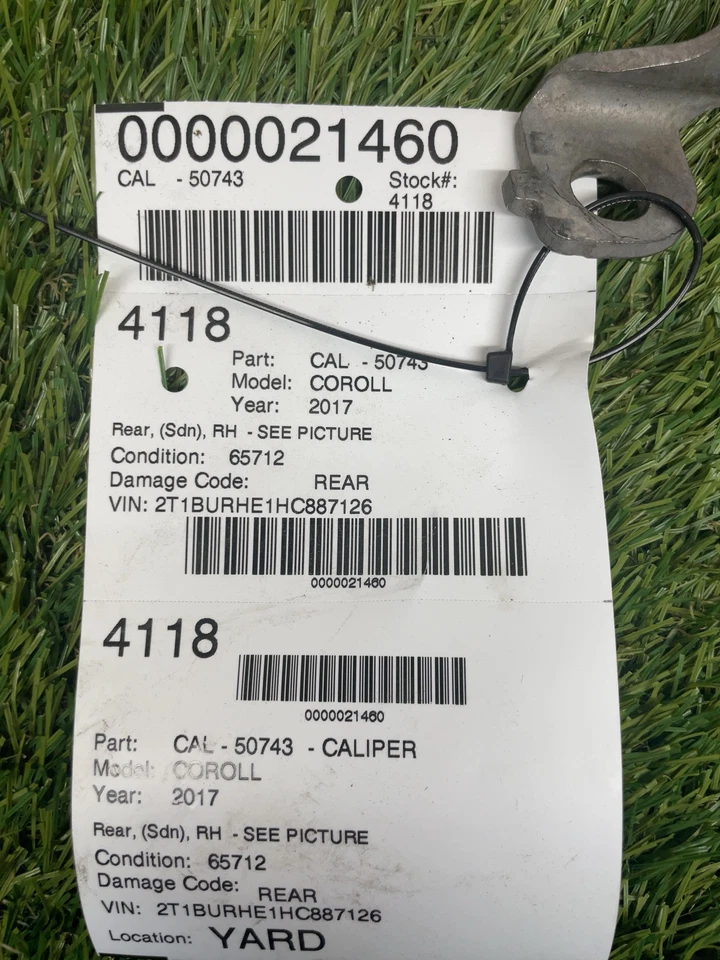 0000021460
CAL - 50743
Stock#:
4118
4118
Part: CAL - 50743
Model: COROLL
Year: 2017
Rear, (Sdn), RH - SEE PICTURE
Condition: 65712
Damage Code: REAR
VIN: 2T1BURHE1HC887126
0000021460
4118
0000021460
Part: CAL - 50743 - CALIPER
Model: COROLL
Year: 2017
Rear, (Sdn), RH - SEE PICTURE
Condition: 65712
Damage Code: REAR
VIN: 2T1BURHE1HC887126
Location: YARD